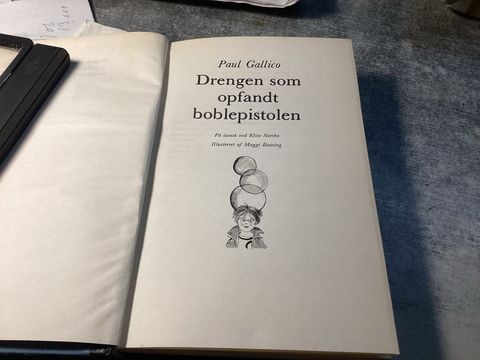 Paul Gallico
Drengen som
opfandt
boblepistolen
På dansk ved Elise Norsbo
Illustreret af Maggi Baaring